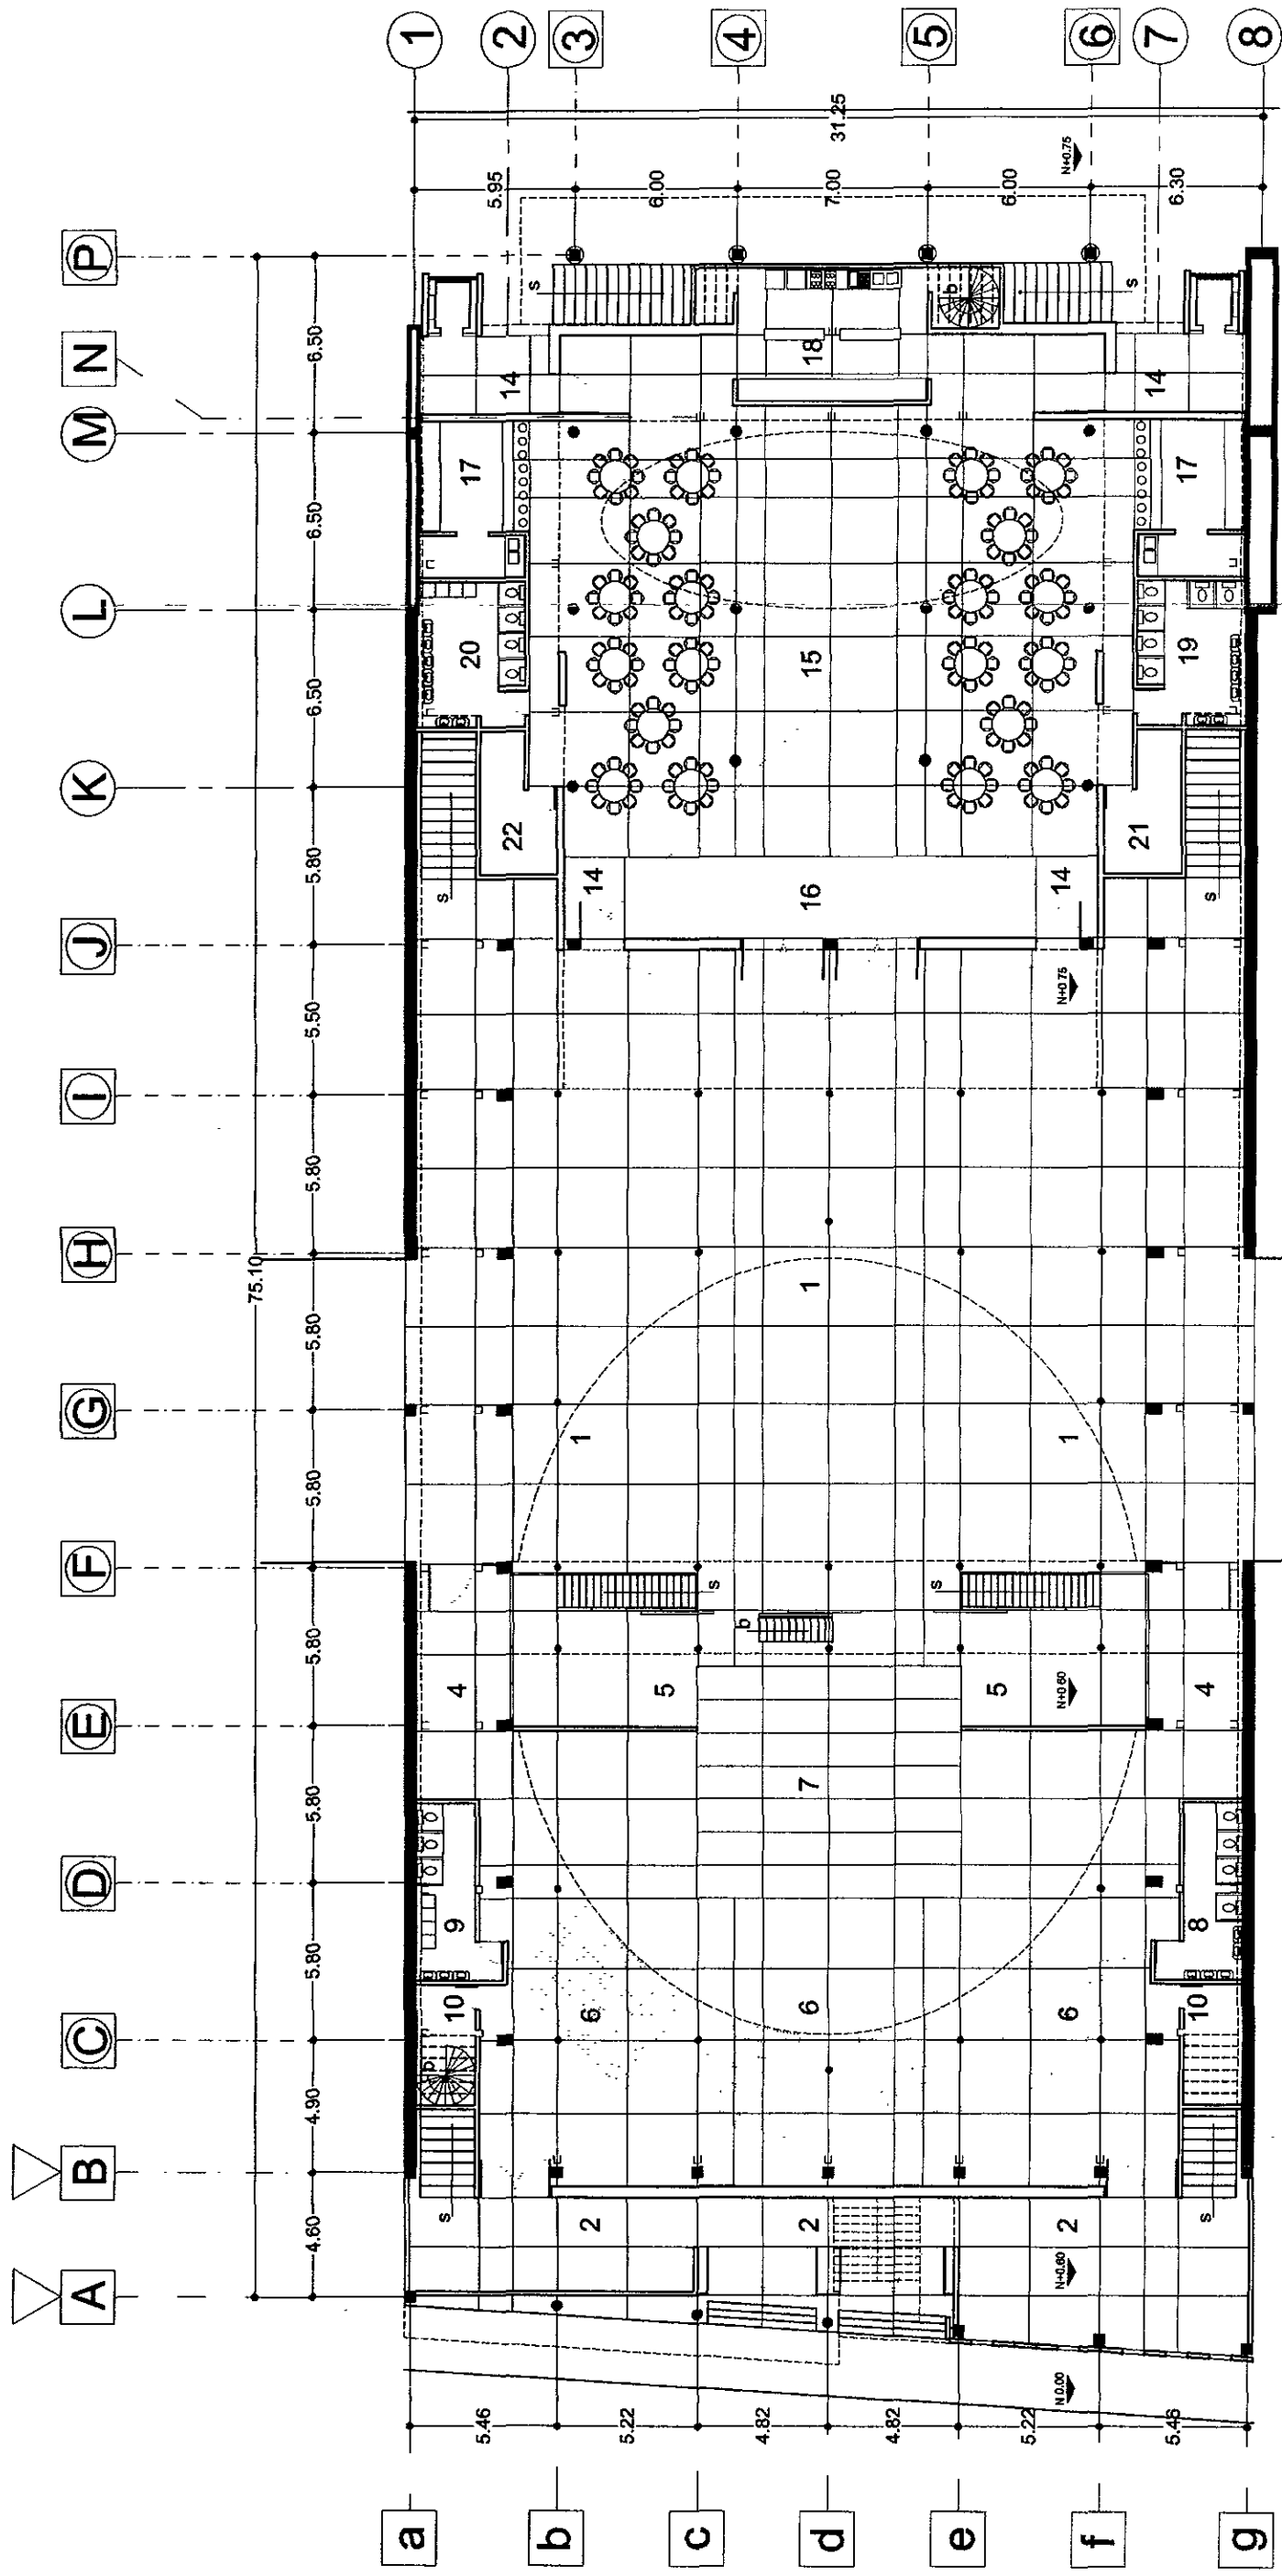 1
2
3
4
5
6
7
8
P
N
M
L
K
J
I
H
G
F
E
D
C
B
A
31.25
5.95
6.00
7.00
6.00
6.30
N+0.75
75.10
6.50
6.50
6.50
5.80
5.50
5.80
5.80
5.80
5.80
5.80
5.80
4.90
4.60
s
b
s
14
18
14
17
17
20
15
19
22
21
s
s
14
16
14
N+0.75
1
1
1
s
s
b
4
5
5
4
N+0.60
7
9
8
10
6
6
6
10
b
s
s
2
2
2
N+0.60
N 0.00
5.46
5.22
4.82
4.82
5.22
5.46
a
b
c
d
e
f
g